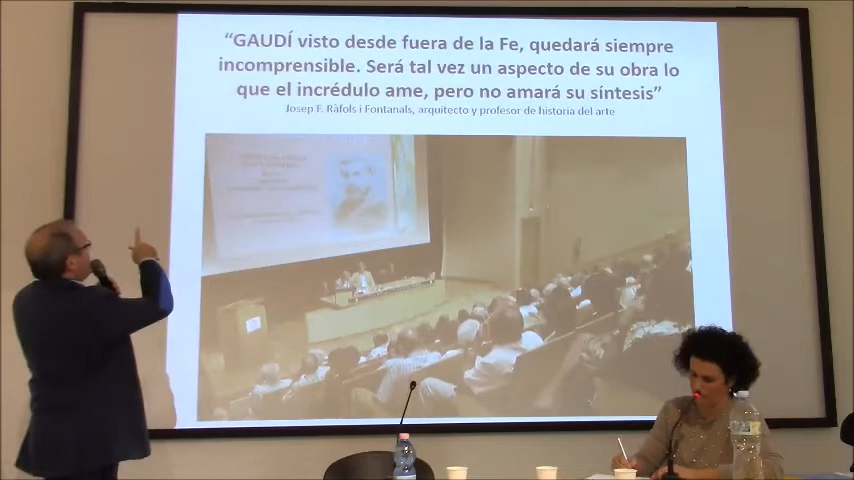 “GAUDÍ visto desde fuera de la Fe, quedará siempre
incomprensible. Será tal vez un aspecto de su obra lo
que el incrédulo ame, pero no amará su síntesis”
Josep F. Ràfols i Fontanals, arquitecto y profesor de historia del arte